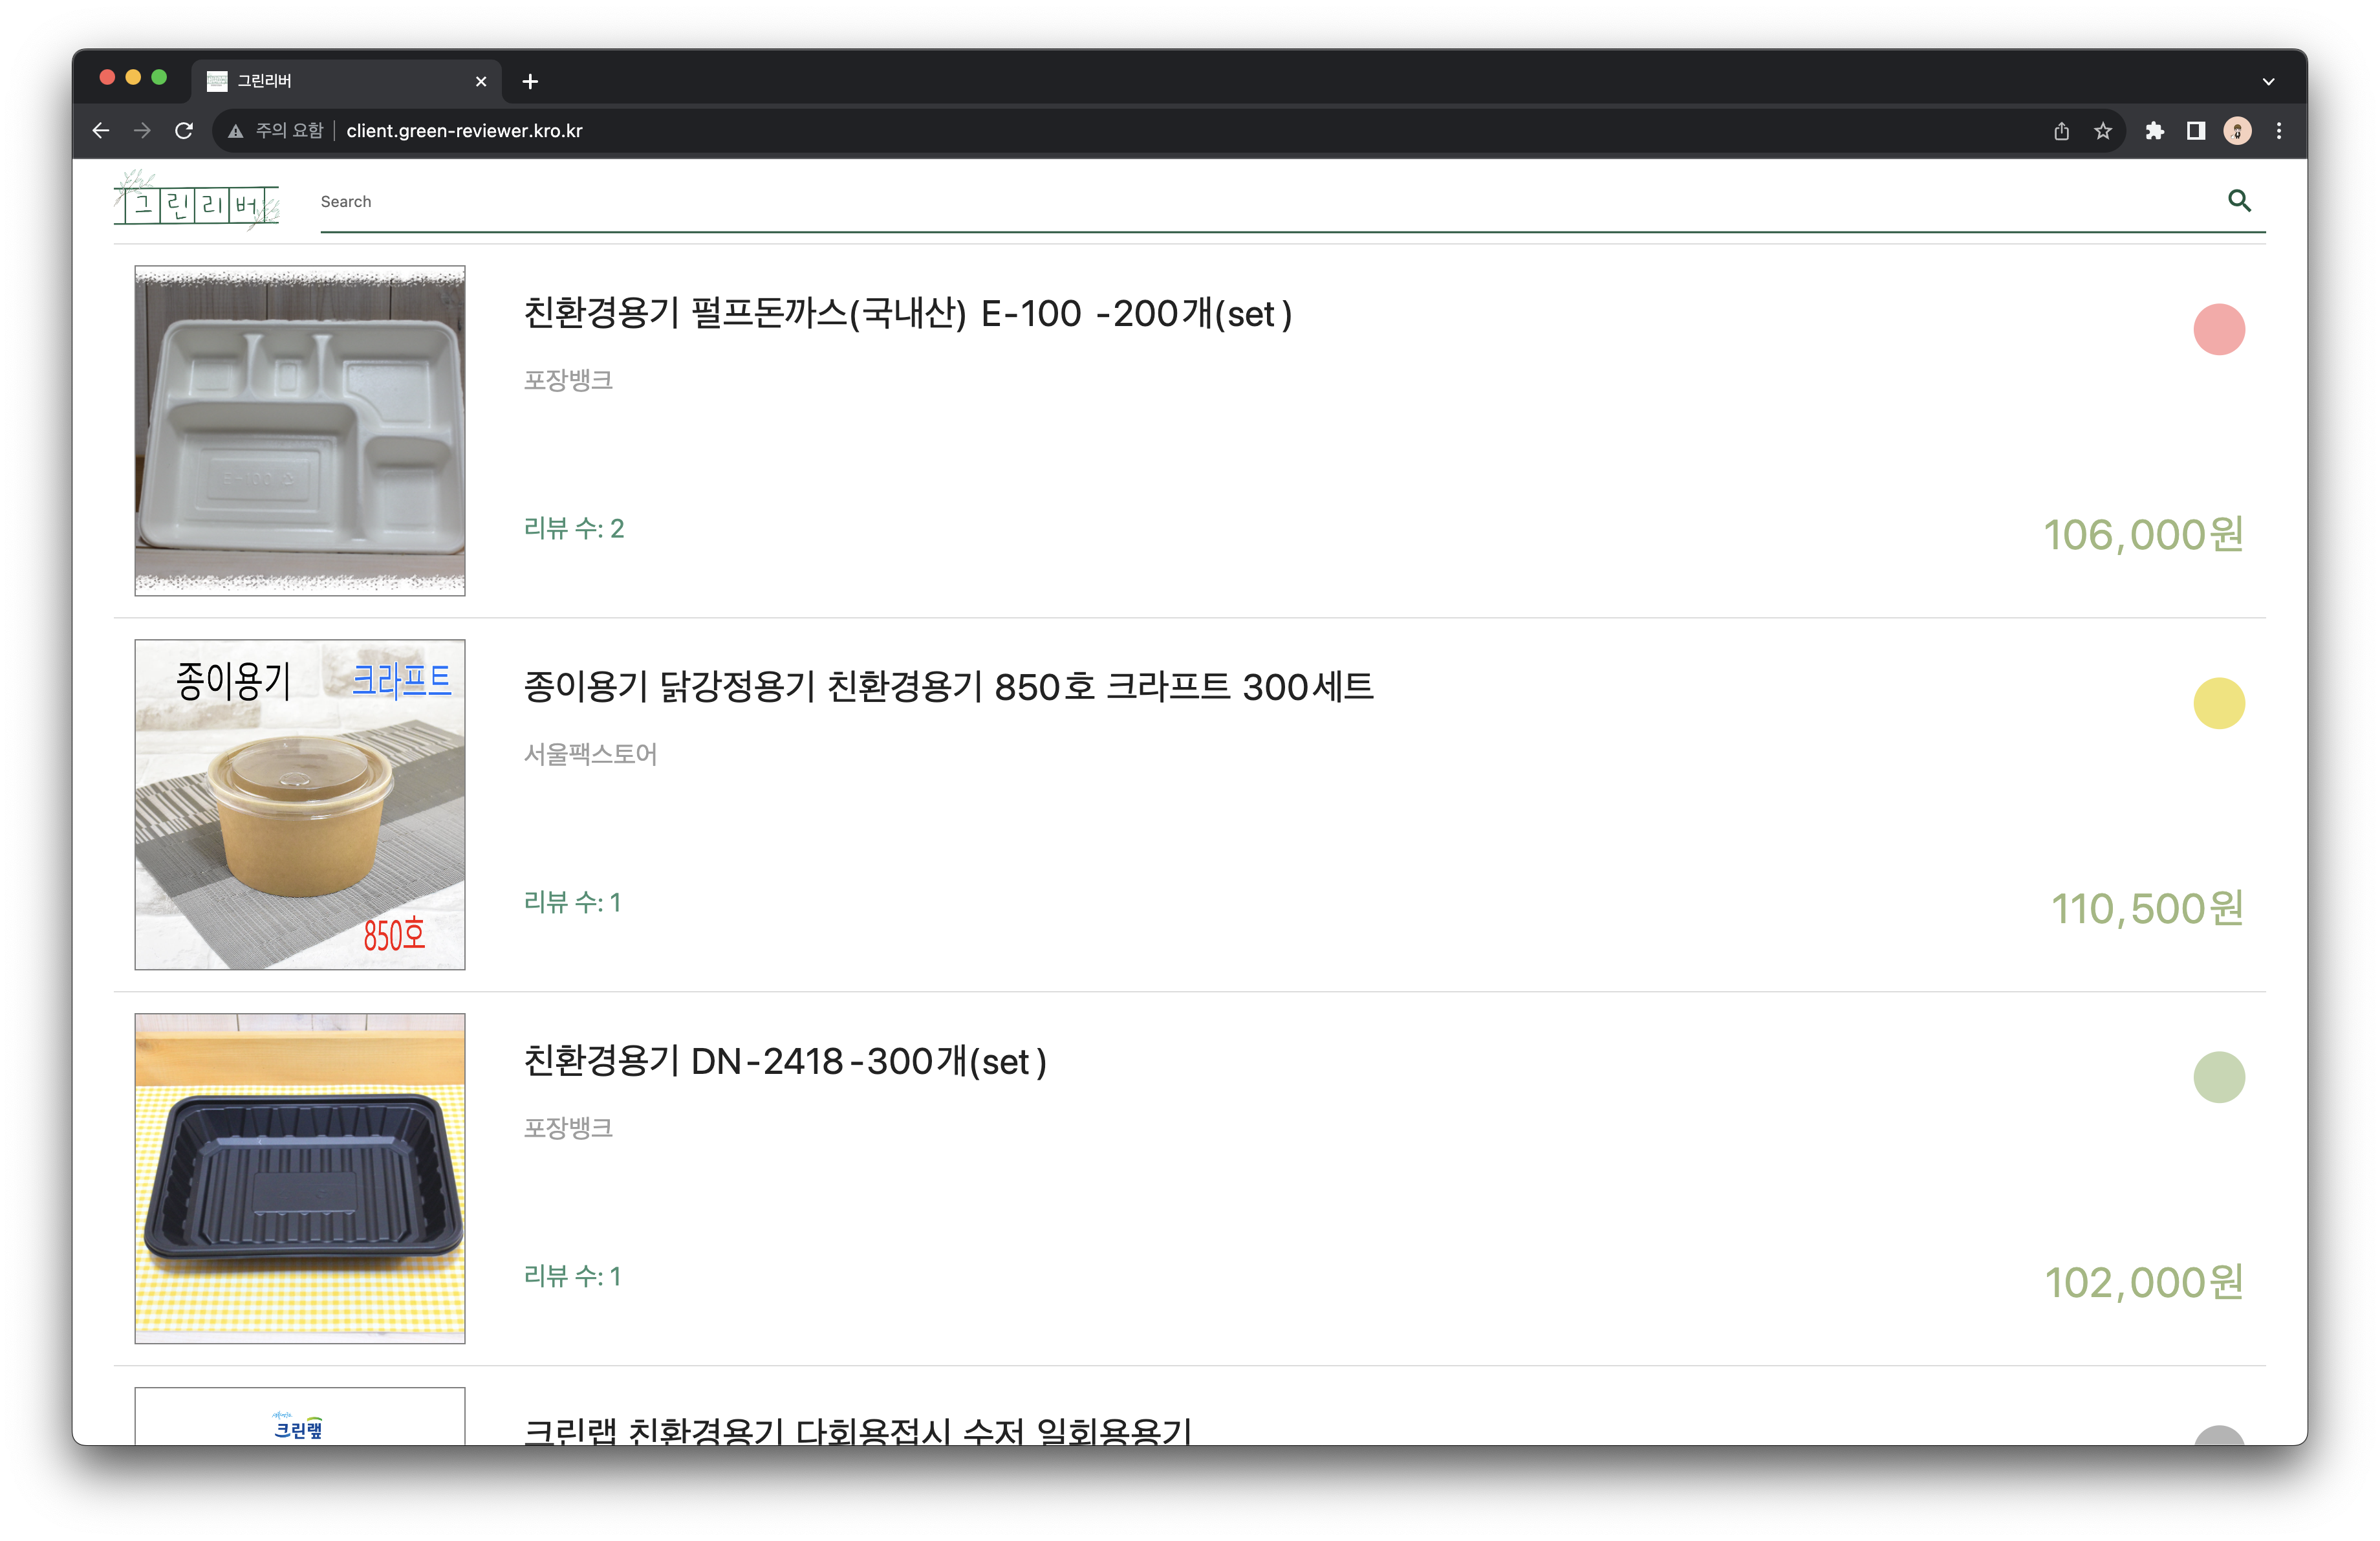 그린리버
주의 요함 client.green-reviewer.kro.kr
그린리버
Search
친환경용기 펄프돈까스(국내산) E-100 -200개(set)
포장뱅크
E-100
리뷰 수: 2
106,000원
종이용기 크라프트
850호
종이용기 닭강정용기 친환경용기 850호 크라프트 300세트
서울팩스토어
리뷰 수: 1
110,500원
친환경용기 DN-2418-300개(set)
포장뱅크
리뷰 수: 1
102,000원
크린랲
크린랩 친환경용기 다회용접시 수저 일회용용기